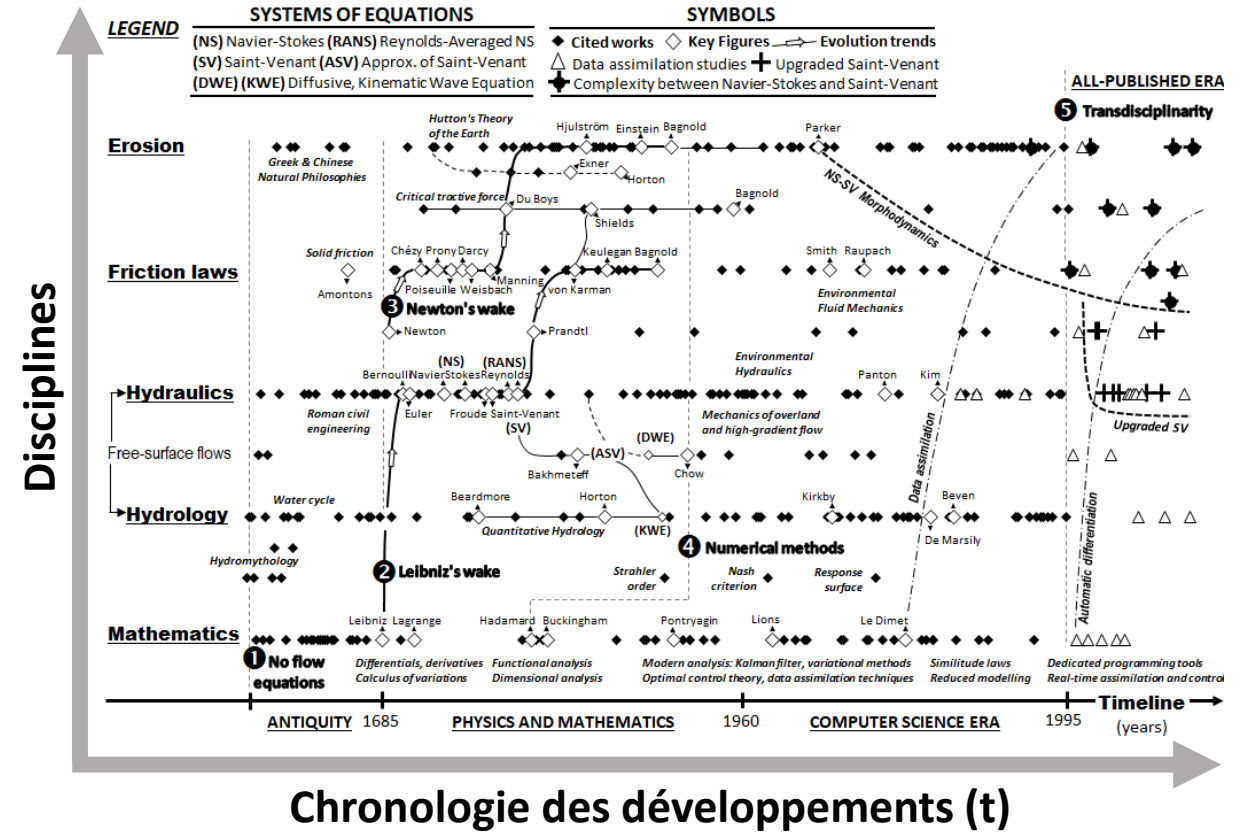 LEGEND
SYSTEMS OF EQUATIONS
(NS) Navier-Stokes (RANS) Reynolds-Averaged NS
(SV) Saint-Venant (ASV) Approx. of Saint-Venant
(DWE) (KWE) Diffusive, Kinematic Wave Equation
SYMBOLS
Cited works Key Figures Evolution trends
Data assimilation studies Upgraded Saint-Venant
Complexity between Navier-Stokes and Saint-Venant
ALL-PUBLISHED ERA
5 Transdisciplinarity
Hutton's Theory
of the Earth
Hjulström Einstein Bagnold
Parker
Erosion
Greek & Chinese
Natural Philosophies
Exner
Horton
NS-SV Morphodynamics
Critical tractive force
Du Boys
Bagnold
Shields
Solid friction
Chézy Prony Darcy
Keulegan Bagnold
Smith Raupach
Friction laws
Amontons
Poiseuille Weisbach
Manning
von Karman
Environmental
Fluid Mechanics
3 Newton's wake
Newton
Prandtl
(NS)
(RANS)
Environmental
Hydraulics
Bernoulli Navier Stokes Reynolds
Panton
Kim
Hydraulics
Roman civil
engineering
Euler
Froude Saint-Venant
(SV)
Mechanics of overland
and high-gradient flow
Upgraded SV
Free-surface flows
(ASV)
(DWE)
Bakhmeteff
Chow
Data assimilation
Water cycle
Beardmore
Horton
Kirkby
Beven
Hydrology
Quantitative Hydrology
(KWE)
De Marsily
Hydromythology
4 Numerical methods
2 Leibniz's wake
Strahler
order
Nash
criterion
Response
surface
Automatic differentiation
Leibniz Lagrange
Hadamard Buckingham
Pontryagin
Lions
Le Dimet
Mathematics
1 No flow
equations
Differentials, derivatives
Calculus of variations
Functional analysis
Dimensional analysis
Modern analysis: Kalman filter, variational methods
Optimal control theory, data assimilation techniques
Similitude laws
Reduced modelling
Dedicated programming tools
Real-time assimilation and control
ANTIQUITY
1685
PHYSICS AND MATHEMATICS
1960
COMPUTER SCIENCE ERA
1995
Timeline
(years)
Disciplines
Chronologie des développements (t)